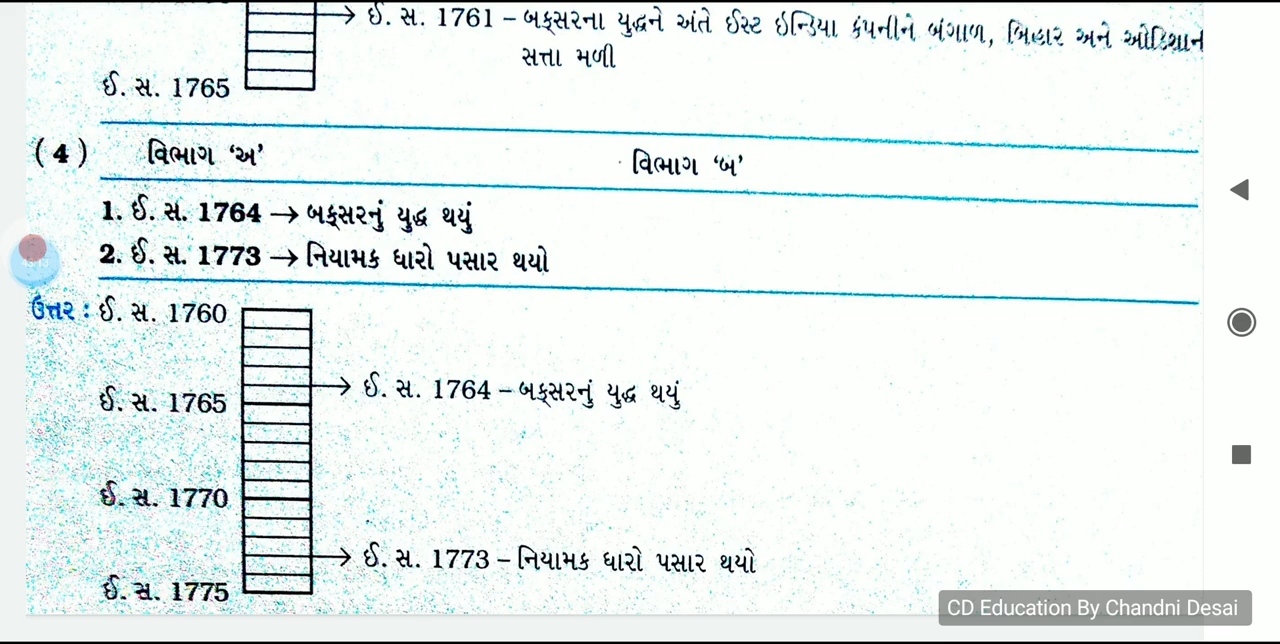 ઈ. સ. 1761 – બક્સરના યુદ્ધને અંતે ઈસ્ટ ઇન્ડિયા કંપનીને બંગાળ, બિહાર અને ઓડિશાન
સત્તા મળી
ઈ. સ. 1765
(4) વિભાગ ‘અ’ વિભાગ ‘બ’
1. ઈ. સ. 1764 → બક્સરનું યુદ્ધ થયું
2. ઈ. સ. 1773 → નિયામક ધારો પસાર થયો
ઉત્તર : ઈ. સ. 1760
ઈ. સ. 1764 – બક્સરનું યુદ્ધ થયું
ઈ. સ. 1765
ઈ. સ. 1770
ઈ. સ. 1773 – નિયામક ધારો પસાર થયો
ઈ. સ. 1775
CD Education By Chandni Desai